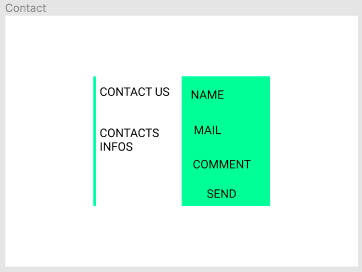 Contact
CONTACT US
CONTACTS
INFOS
NAME
MAIL
COMMENT
SEND